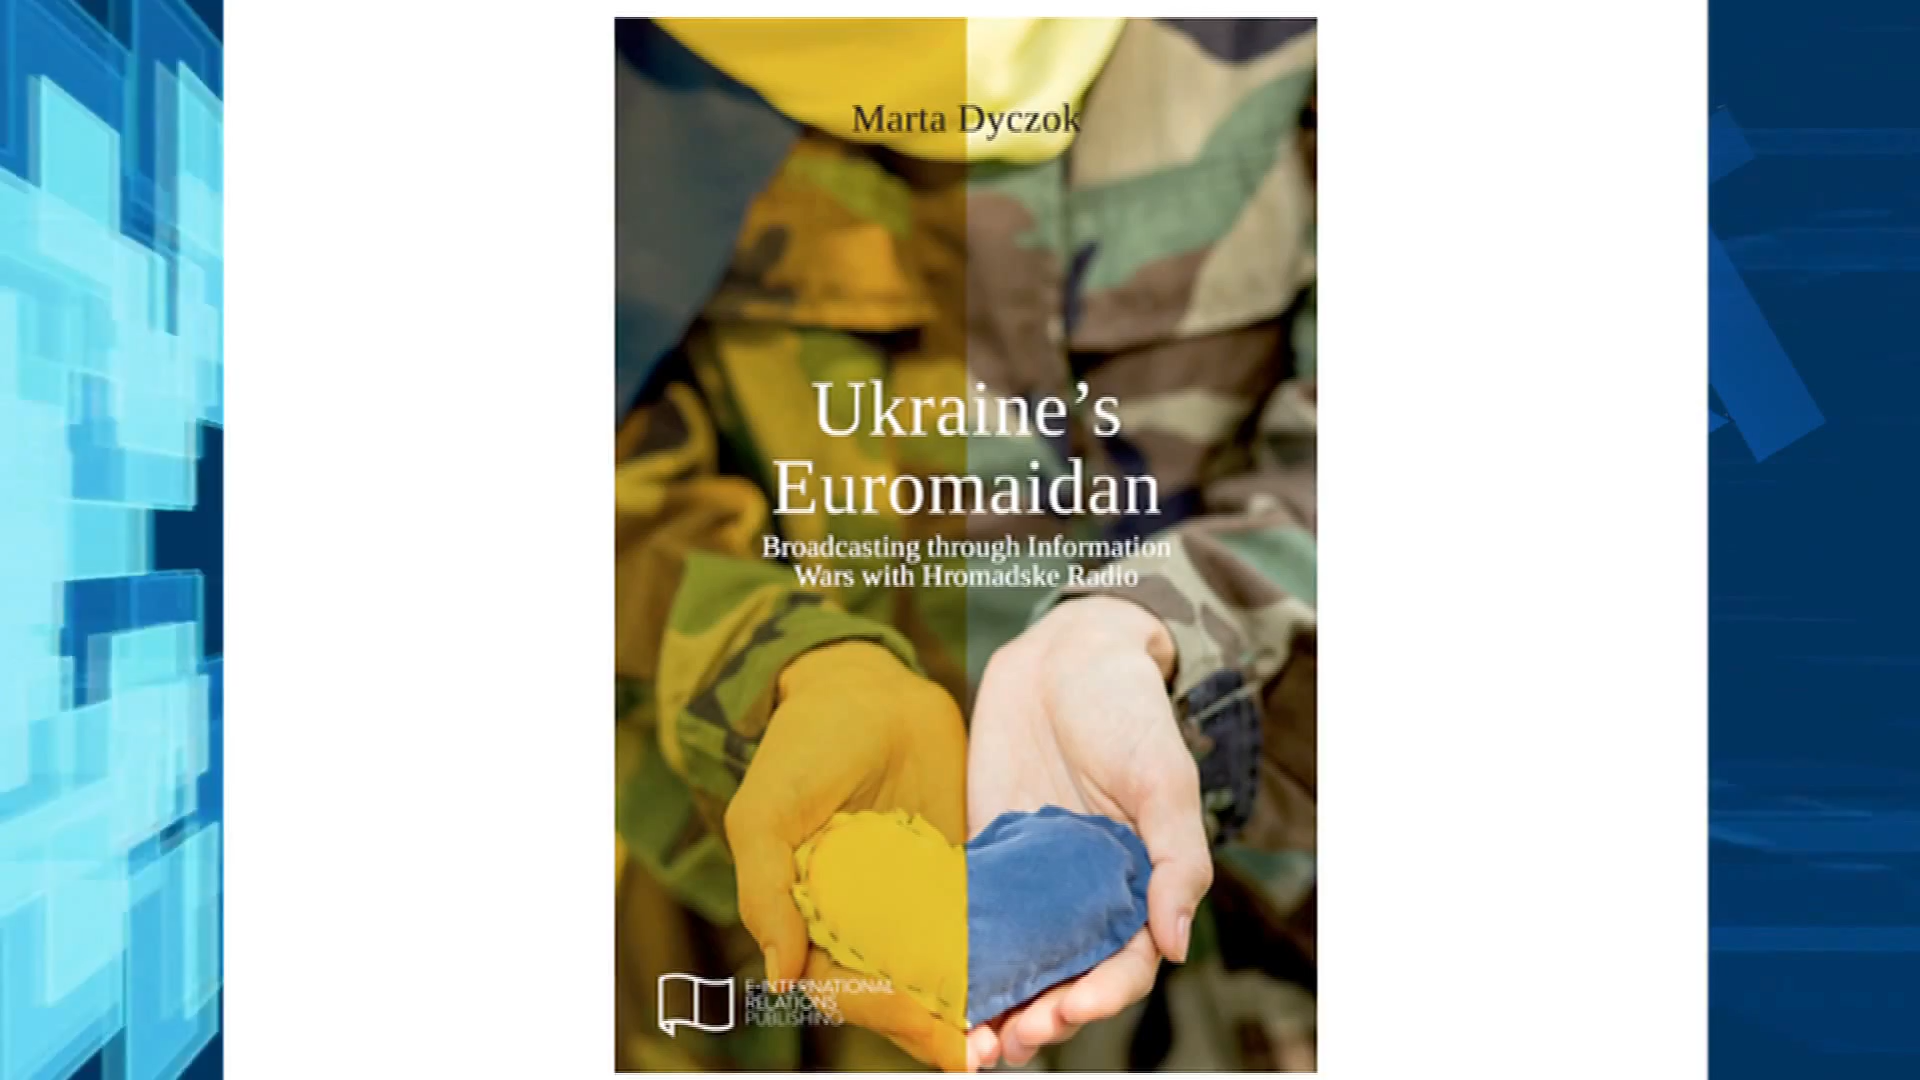 Marta Dyczok
Ukraine’s
Euromaidan
Broadcasting through Information
Wars with Hromadske Radio
E-INTERNATIONAL
RELATIONS
PUBLISHING